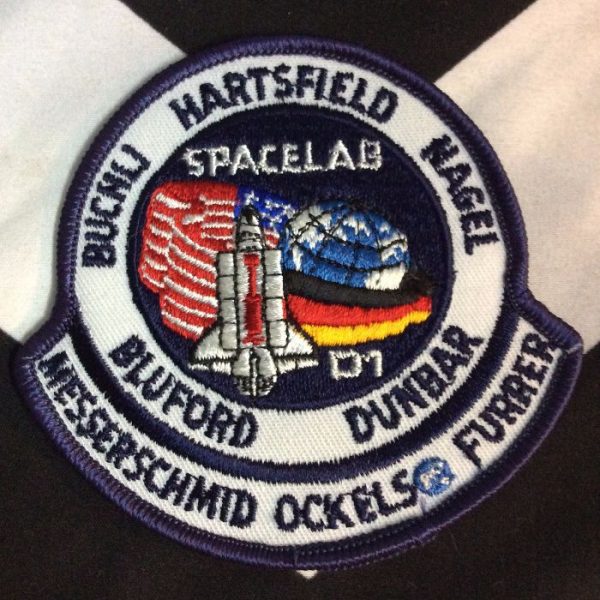 BUCHLI HARTSFIELD NAGEL
SPACELAB
D1
BLUFORD DUNBAR
MESSERSCHMID OCKELS FURRER